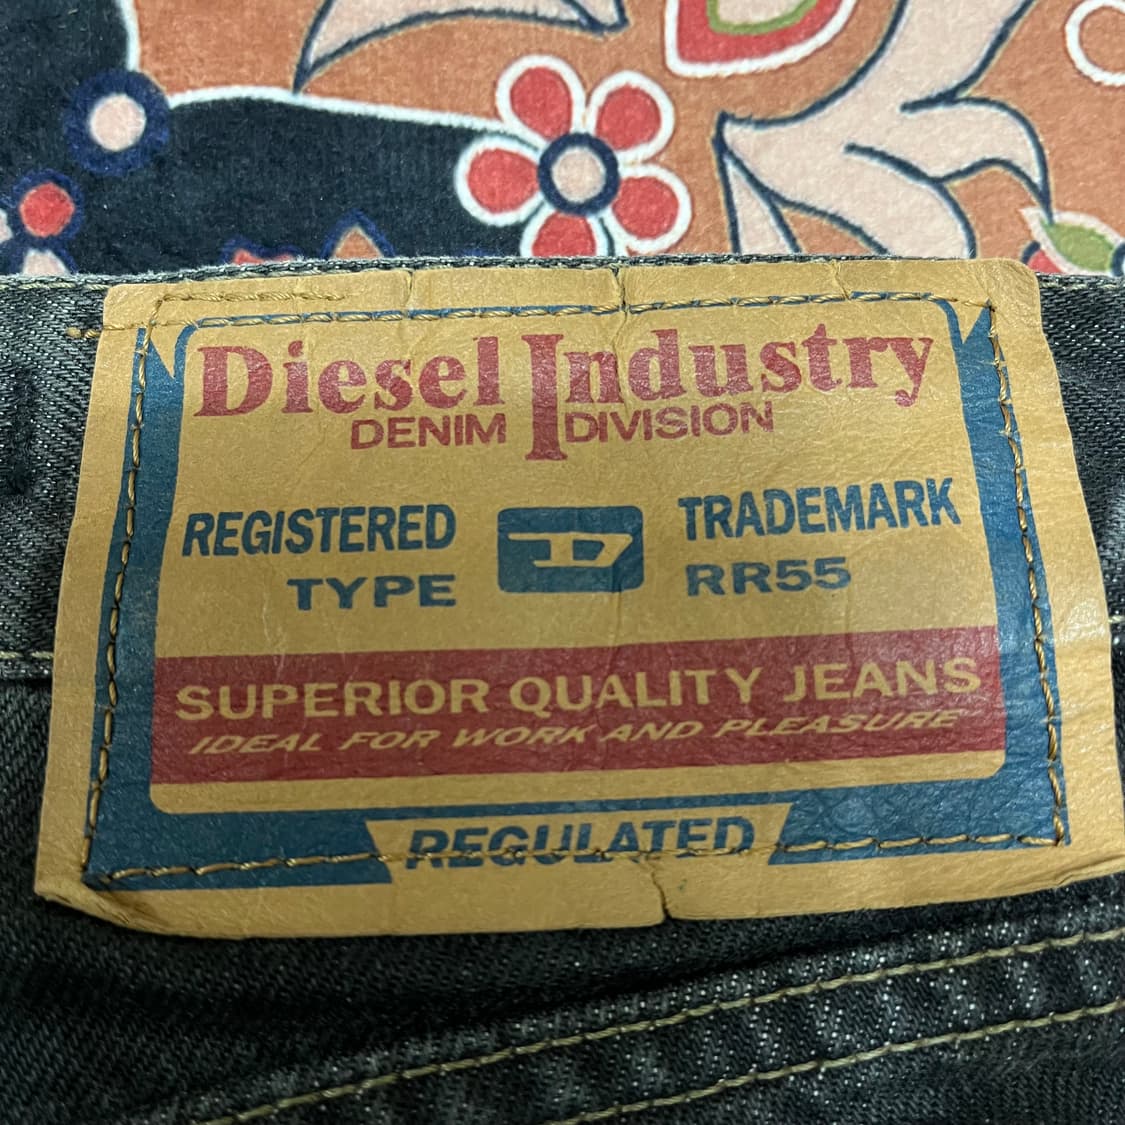 Diesel Industry
DENIM DIVISION
REGISTERED D TRADEMARK
TYPE RR55
SUPERIOR QUALITY JEANS
IDEAL FOR WORK AND PLEASURE
REGULATED